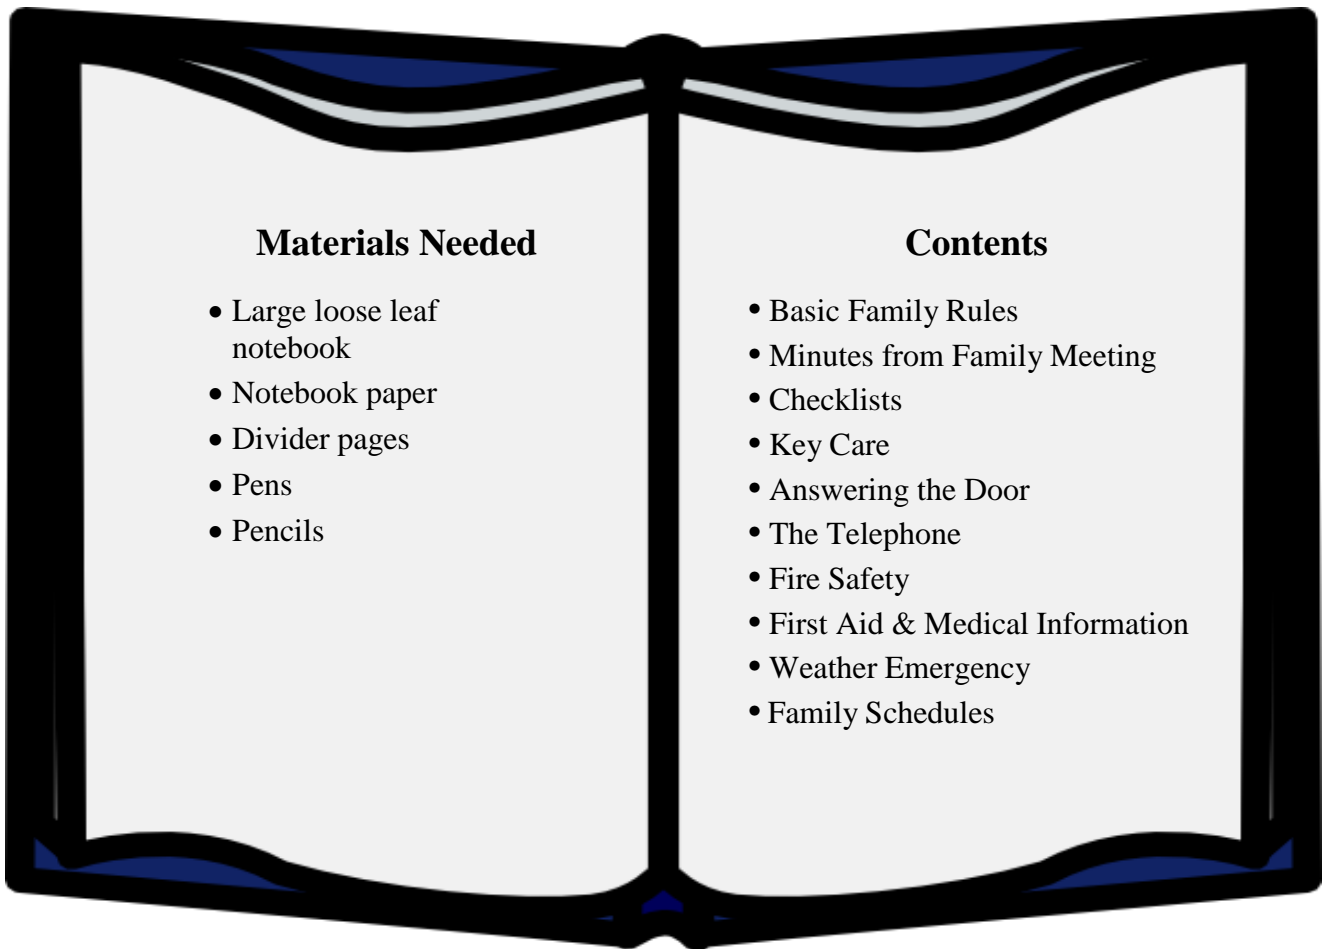 Materials Needed
• Large loose leaf
notebook
• Notebook paper
• Divider pages
• Pens
• Pencils
Contents
• Basic Family Rules
• Minutes from Family Meeting
• Checklists
• Key Care
• Answering the Door
• The Telephone
• Fire Safety
• First Aid & Medical Information
• Weather Emergency
• Family Schedules